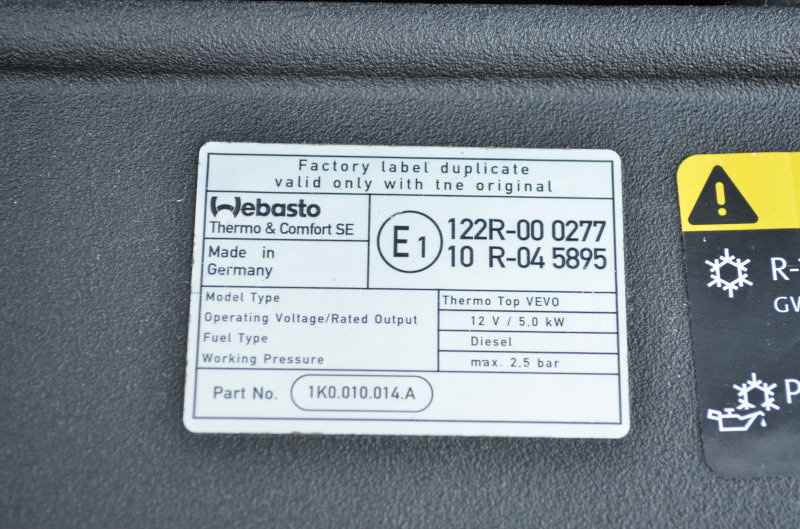 Factory label duplicate
valid only with tne original
Webasto
Thermo & Comfort SE
Made in
Germany
E1
122R-00 0277
10 R-04 5895
Model Type Thermo Top VEVO
Operating Voltage/Rated Output 12 V / 5.0 kW
Fuel Type Diesel
Working Pressure max. 2,5 bar
Part No. 1K0.010.014.A
R-
GW
P